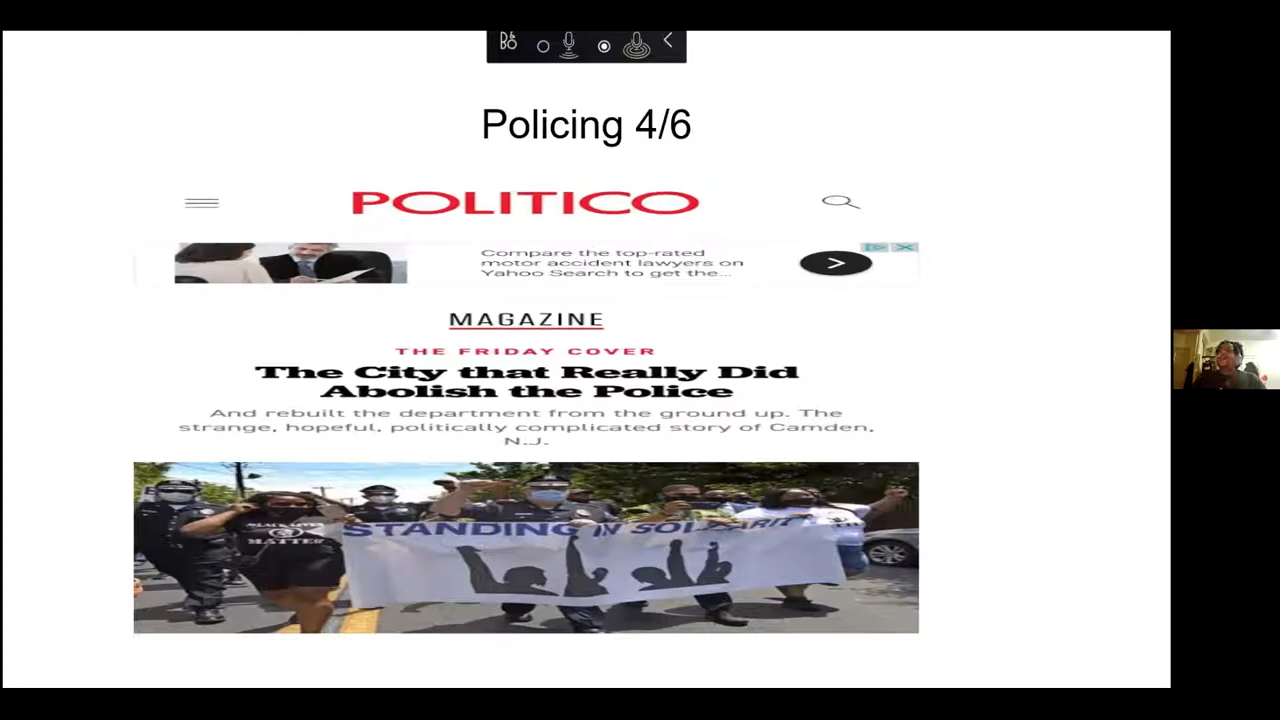 Policing 4/6
POLITICO
Compare the top-rated
motor accident lawyers on
Yahoo Search to get the...
MAGAZINE
THE FRIDAY COVER
The City that Really Did
Abolish the Police
And rebuilt the department from the ground up. The
strange, hopeful, politically complicated story of Camden,
N.J.
STANDING IN
MATTER